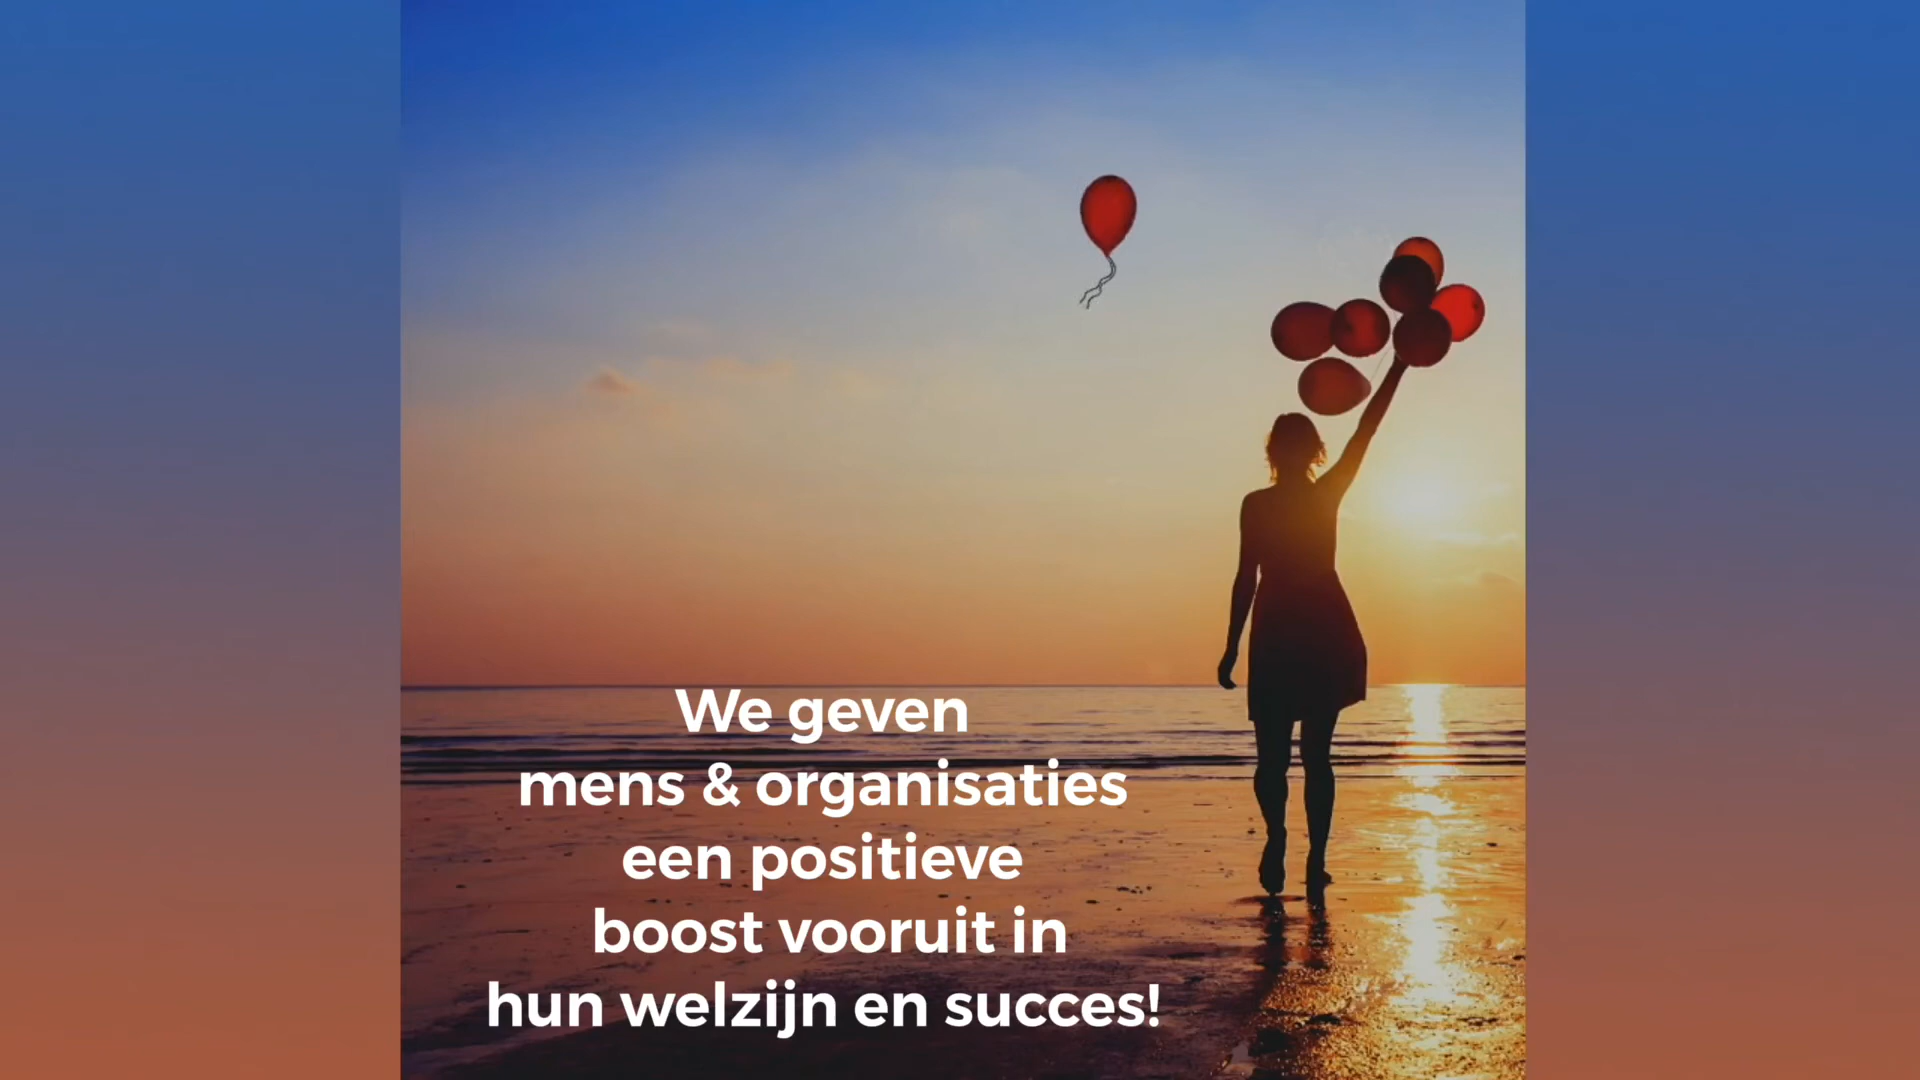 We geven
mens & organisaties
een positieve
boost vooruit in
hun welzijn en succes!